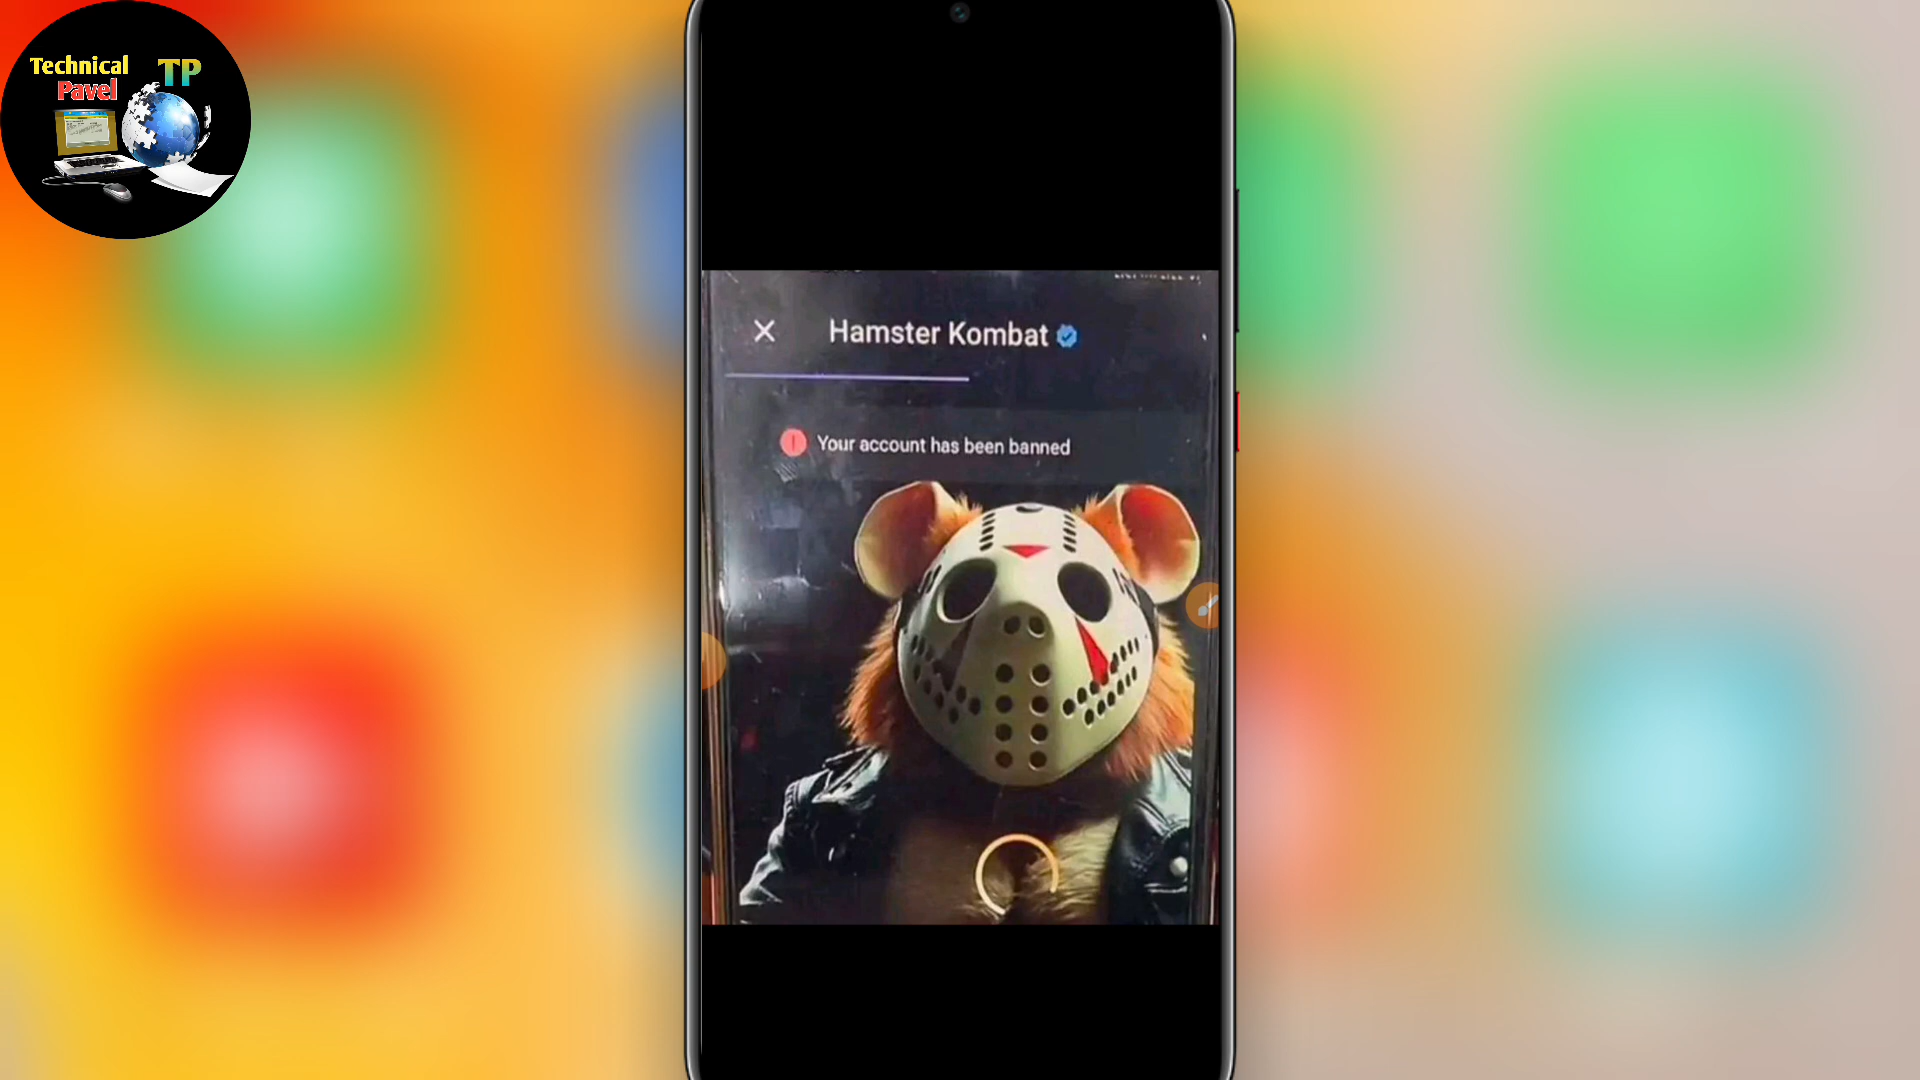 Technical
Pavel
TP
Hamster Kombat
Your account has been banned